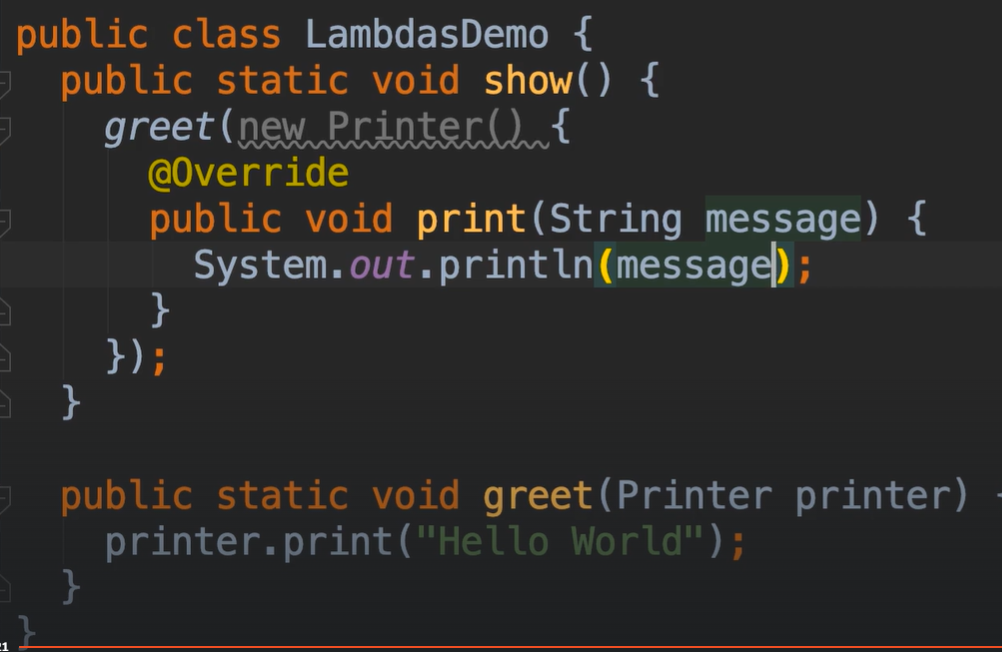 public class LambdasDemo {
public static void show() {
greet(new Printer() {
@Override
public void print(String message) {
System.out.println(message);
}
});
}
public static void greet(Printer printer) {
printer.print("Hello World");
}
}
21